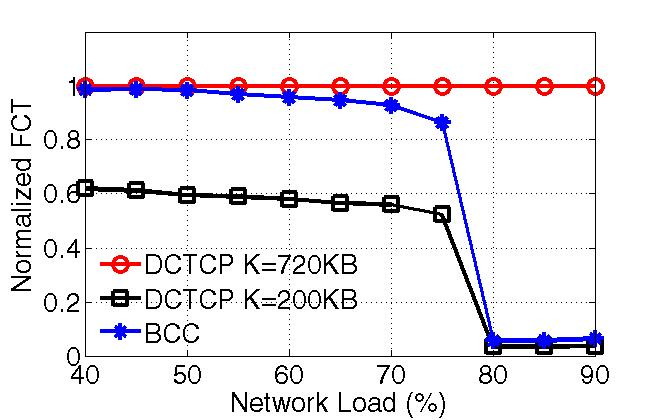 Normalized FCT
1
0.8
0.6
0.4
0.2
0
DCTCP K=720KB
DCTCP K=200KB
BCC
40 50 60 70 80 90
Network Load (%)